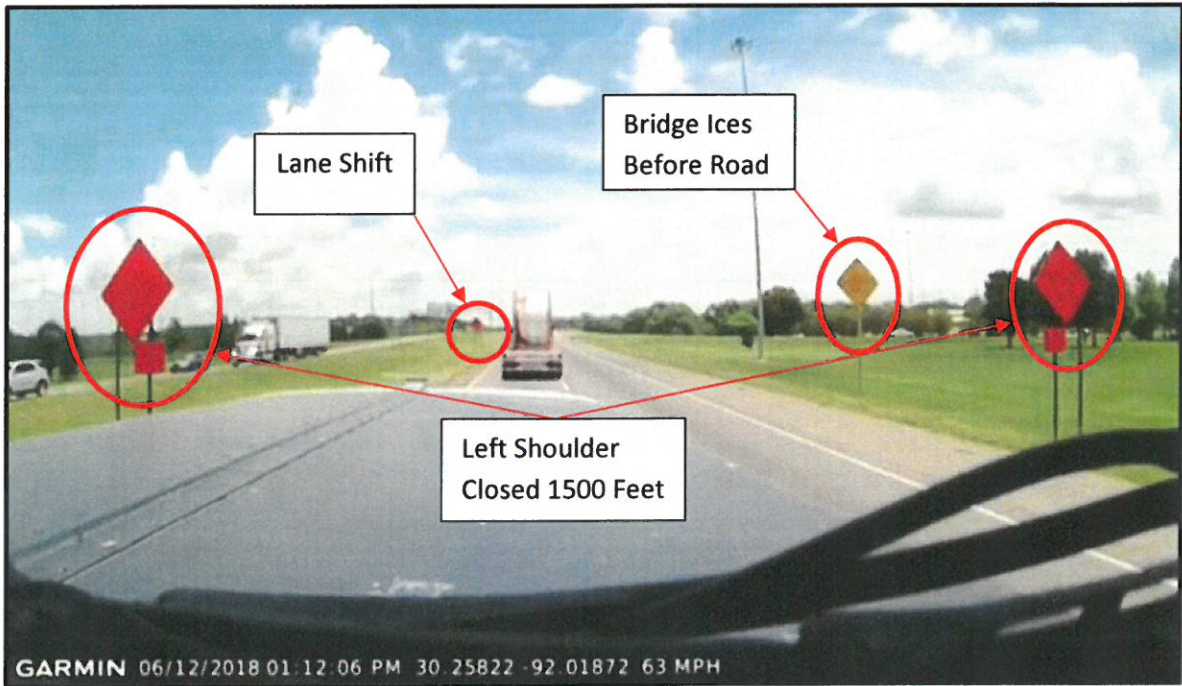 Lane Shift
Bridge Ices
Before Road
Left Shoulder
Closed 1500 Feet
GARMIN 06/12/2018 01:12:06 PM 30.25822 -92.01872 63 MPH